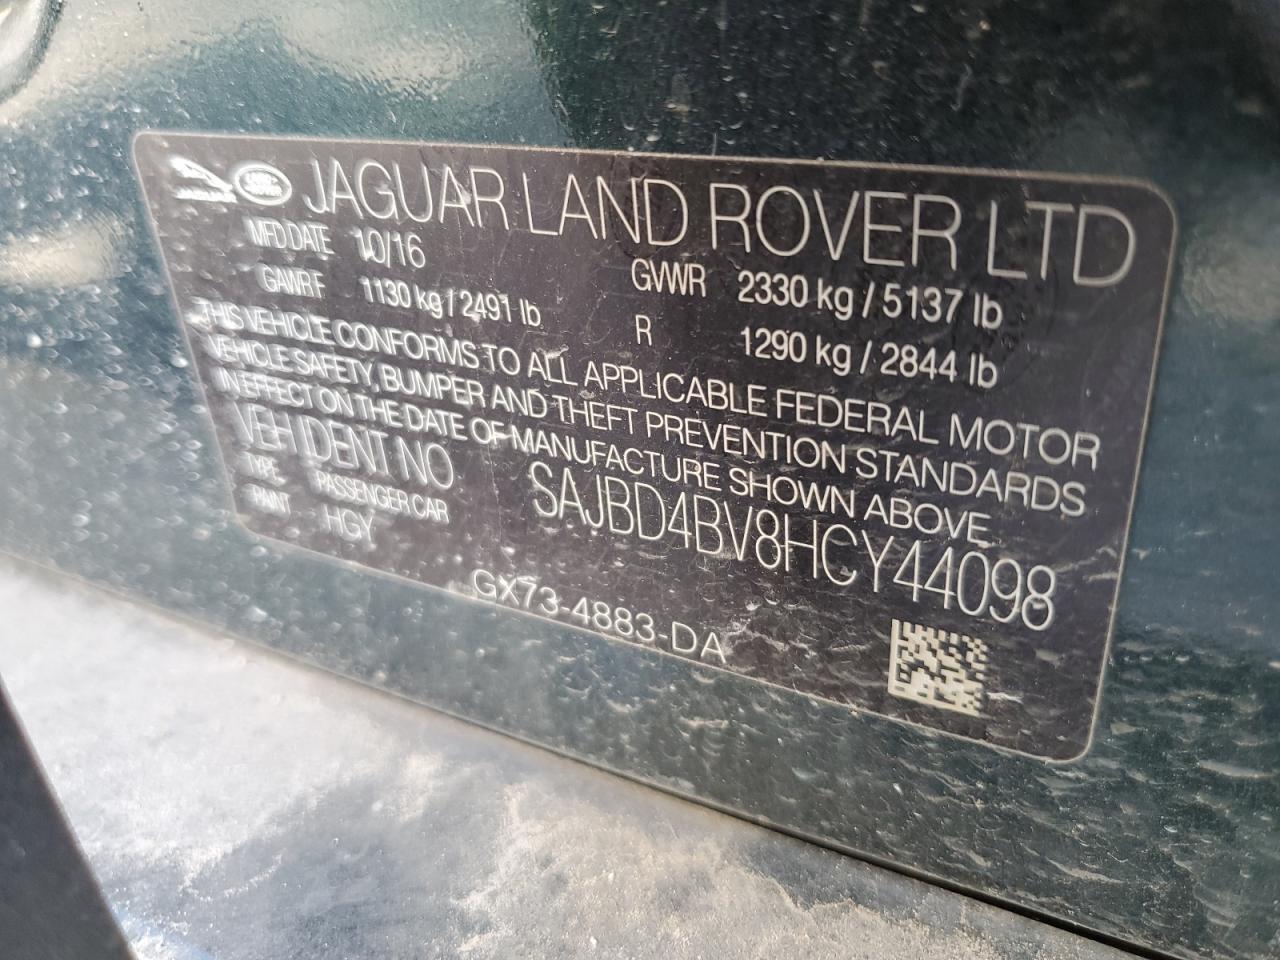 JAGUAR LAND ROVER LTD
MFD DATE 10/16
GVWR 2330 kg / 5137 lb
GAWR F 1130 kg / 2491 lb R 1290 kg / 2844 lb
THIS VEHICLE CONFORMS TO ALL APPLICABLE FEDERAL MOTOR
VEHICLE SAFETY, BUMPER AND THEFT PREVENTION STANDARDS
IN EFFECT ON THE DATE OF MANUFACTURE SHOWN ABOVE
VEH IDENT NO SAJBD4BV8HCY44098
TYPE PASSENGER CAR
PAINT HGY
GX73-4883-DA